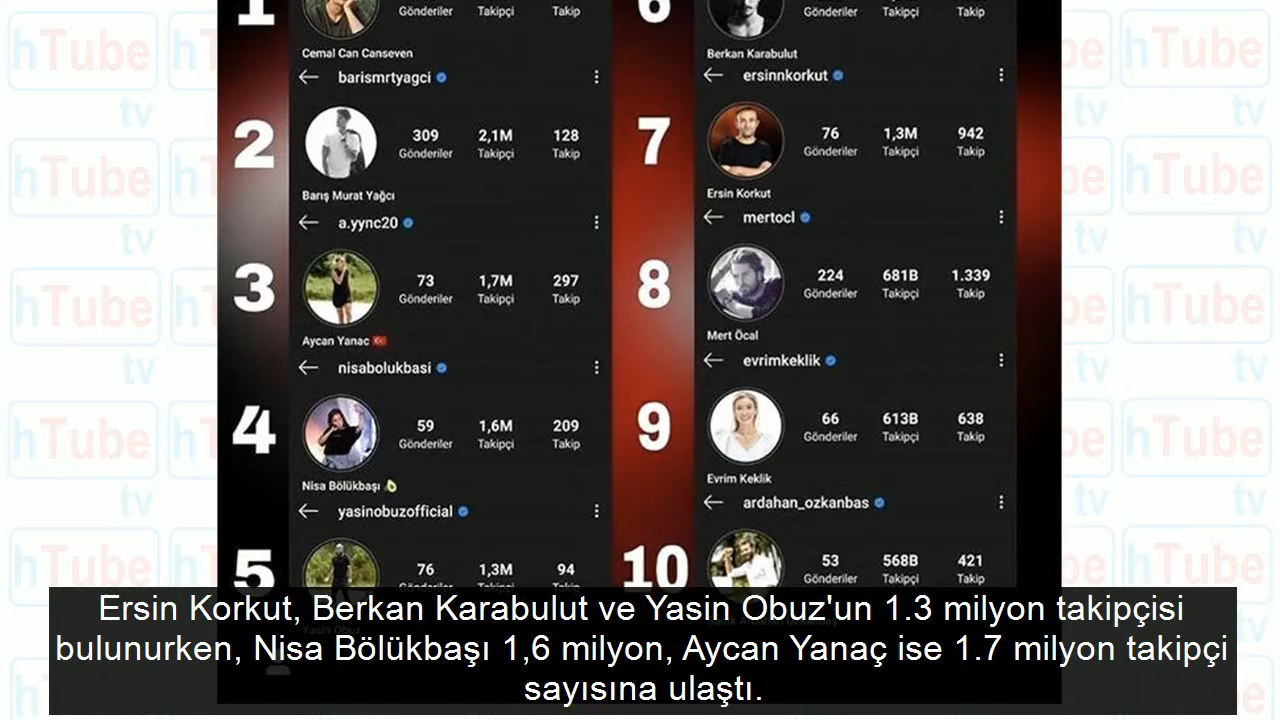 1
Gönderiler Takipçi Takip
Cemal Can Canseven
barismrtyagci
2
309 2,1M 128
Gönderiler Takipçi Takip
Barış Murat Yağcı
a.yync20
3
73 1,7M 297
Gönderiler Takipçi Takip
Aycan Yanac
nisabolukbasi
4
59 1,6M 209
Gönderiler Takipçi Takip
Nisa Bölükbaşı
yasinobuzofficial
5
76 1,3M 94
Gönderiler Takipçi Takip
Yasin Obuz
6
Gönderiler Takipçi Takip
Berkan Karabulut
ersinnkorkut
7
76 1,3M 942
Gönderiler Takipçi Takip
Ersin Korkut
mertocl
8
224 681B 1.339
Gönderiler Takipçi Takip
Mert Öcal
evrimkeklik
9
66 613B 638
Gönderiler Takipçi Takip
Evrim Keklik
ardahan_ozkanbas
10
53 568B 421
Gönderiler Takipçi Takip
Ersin Korkut, Berkan Karabulut ve Yasin Obuz'un 1.3 milyon takipçisi
bulunurken, Nisa Bölükbaşı 1,6 milyon, Aycan Yanaç ise 1.7 milyon takipçi
sayısına ulaştı.
hTube
tv